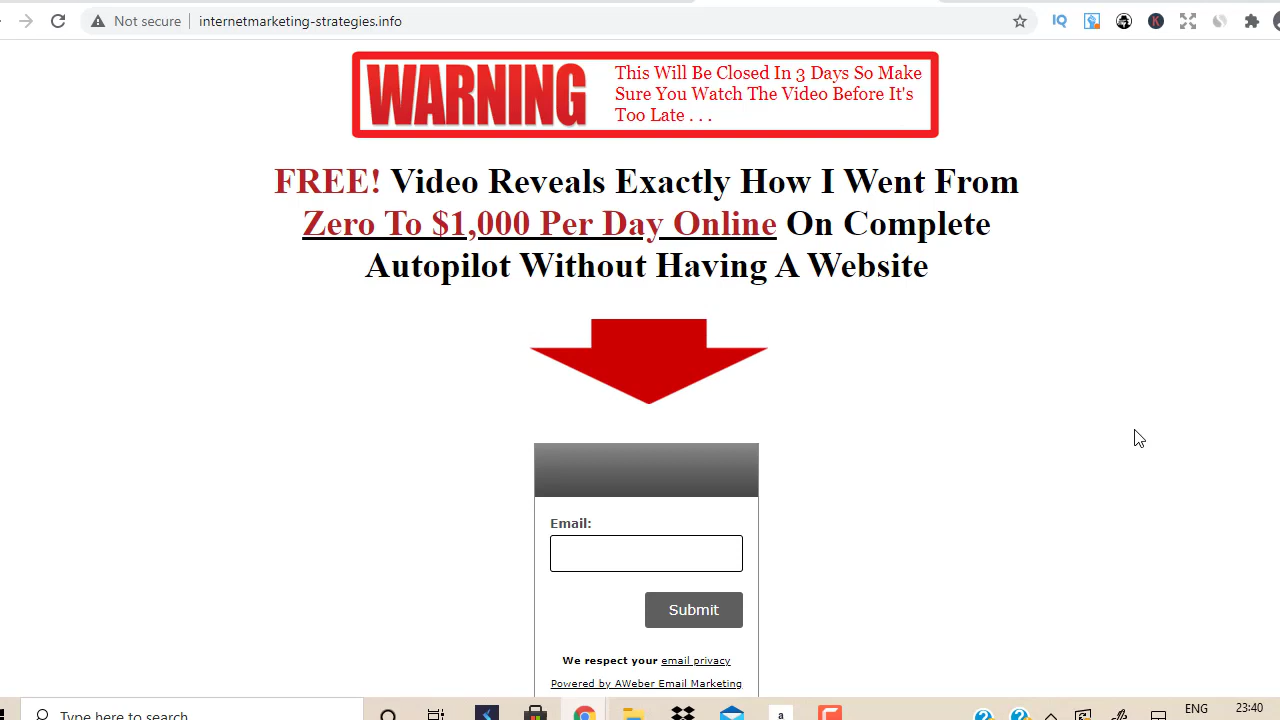 Not secure internetmarketing-strategies.info
WARNING
This Will Be Closed In 3 Days So Make
Sure You Watch The Video Before It's
Too Late . . .
FREE! Video Reveals Exactly How I Went From
Zero To $1,000 Per Day Online On Complete
Autopilot Without Having A Website
Email:
Submit
We respect your email privacy
Powered by AWeber Email Marketing
Type here to search
ENG 23:40